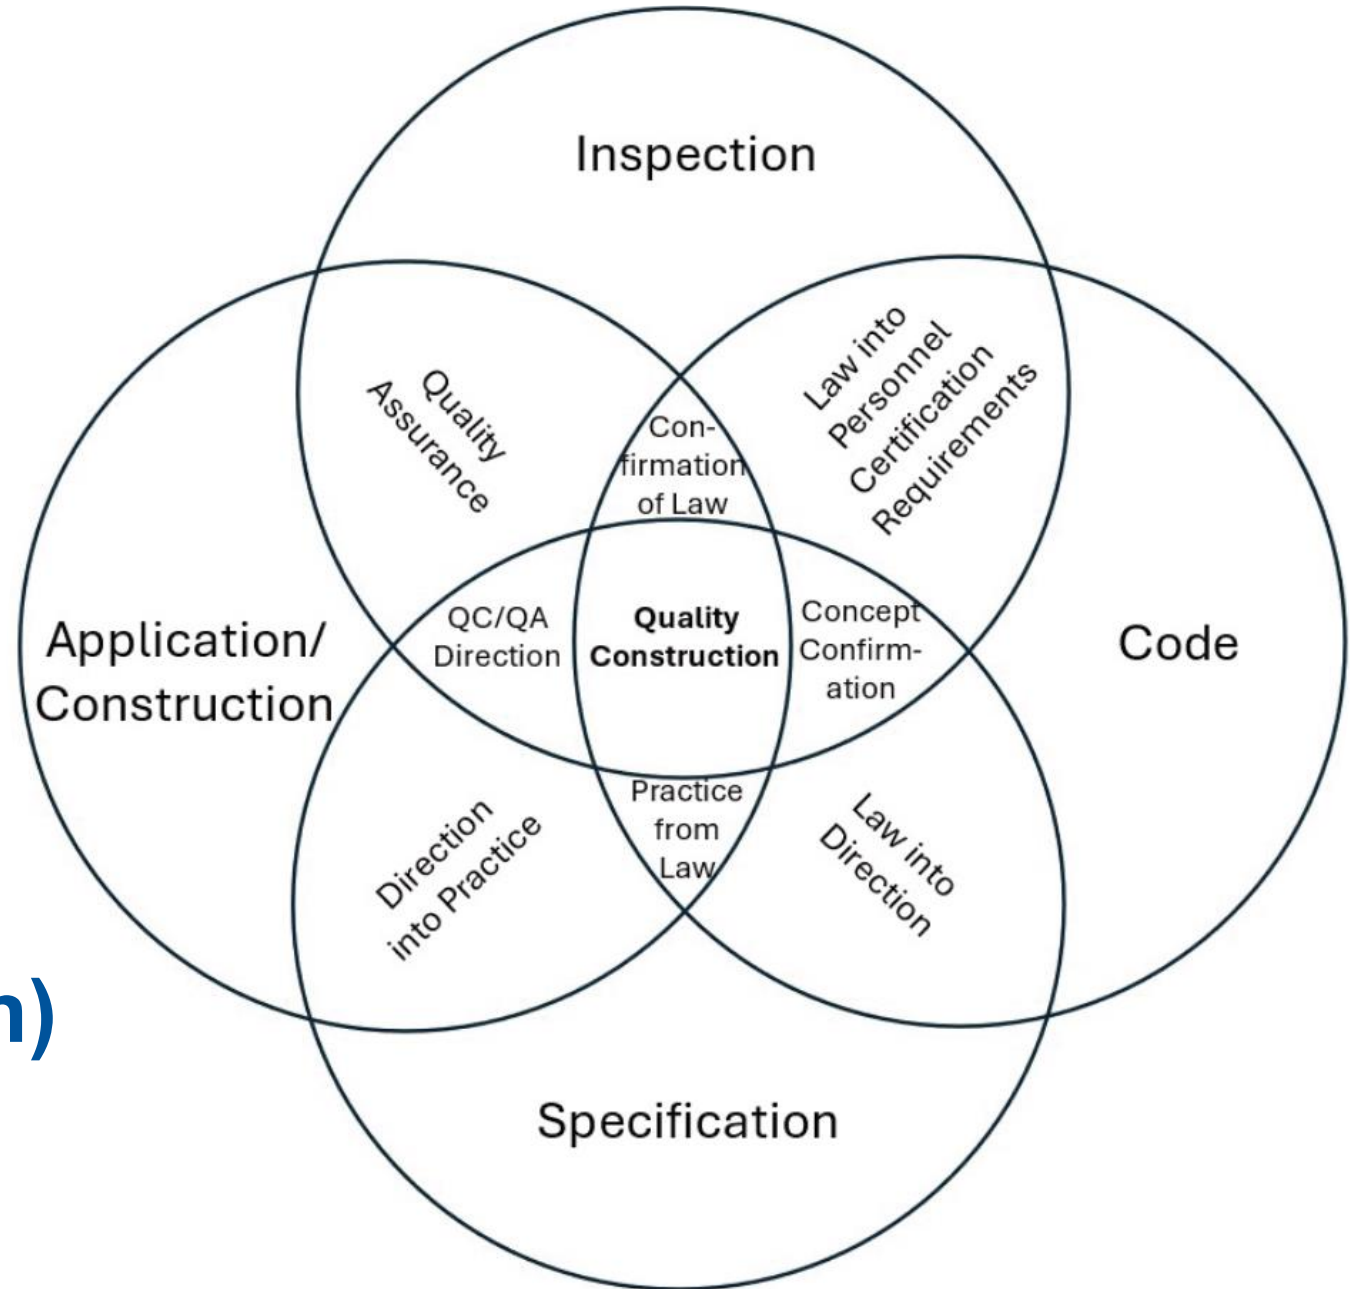 Inspection
Law into
Personnel
Certification
Requirements
Quality
Assurance
Con-
firmation
of Law
Application/
Construction
QC/QA
Direction
Quality
Construction
Concept
Confirm-
ation
Code
Direction
into Practice
Practice
from
Law
Law into
Direction
n)
Specification